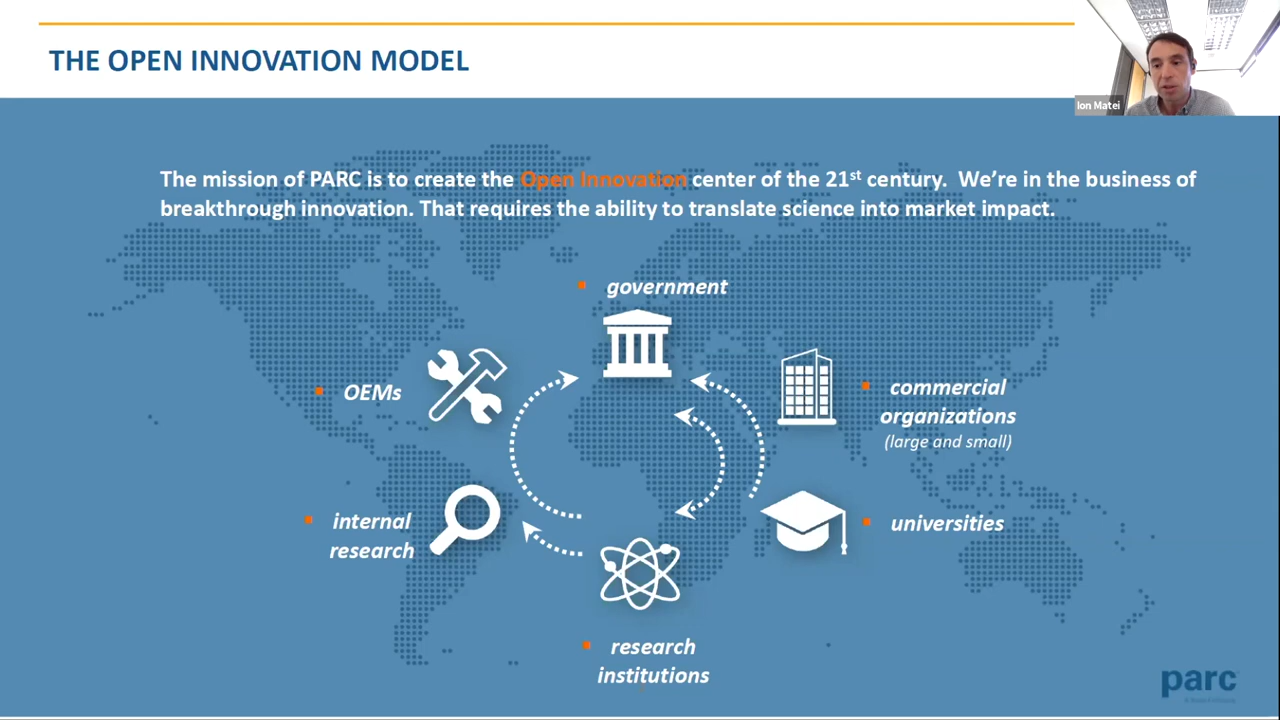 THE OPEN INNOVATION MODEL
Ion Matei
The mission of PARC is to create the Open Innovation center of the 21st century.  We’re in the business of
breakthrough innovation. That requires the ability to translate science into market impact.
government
OEMs
commercial
organizations
(large and small)
internal
research
universities
research
institutions
parc